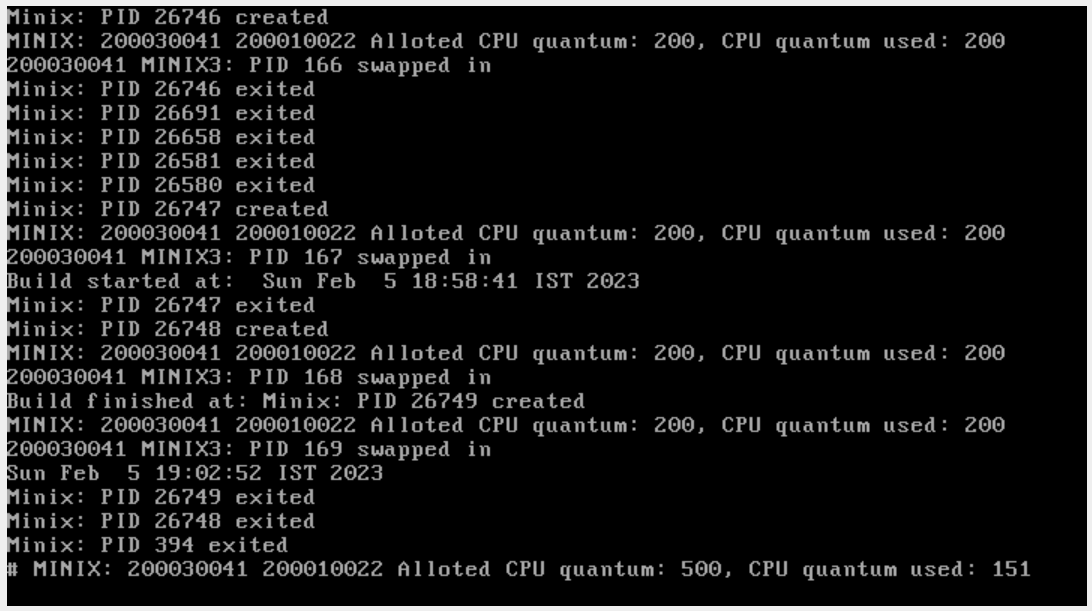 Minix: PID 26746 created
MINIX: 200030041 200010022 Alloted CPU quantum: 200, CPU quantum used: 200
200030041 MINIX3: PID 166 swapped in
Minix: PID 26746 exited
Minix: PID 26691 exited
Minix: PID 26658 exited
Minix: PID 26581 exited
Minix: PID 26580 exited
Minix: PID 26747 created
MINIX: 200030041 200010022 Alloted CPU quantum: 200, CPU quantum used: 200
200030041 MINIX3: PID 167 swapped in
Build started at:  Sun Feb  5 18:58:41 IST 2023
Minix: PID 26747 exited
Minix: PID 26748 created
MINIX: 200030041 200010022 Alloted CPU quantum: 200, CPU quantum used: 200
200030041 MINIX3: PID 168 swapped in
Build finished at: Minix: PID 26749 created
MINIX: 200030041 200010022 Alloted CPU quantum: 200, CPU quantum used: 200
200030041 MINIX3: PID 169 swapped in
Sun Feb  5 19:02:52 IST 2023
Minix: PID 26749 exited
Minix: PID 26748 exited
Minix: PID 394 exited
# MINIX: 200030041 200010022 Alloted CPU quantum: 500, CPU quantum used: 151